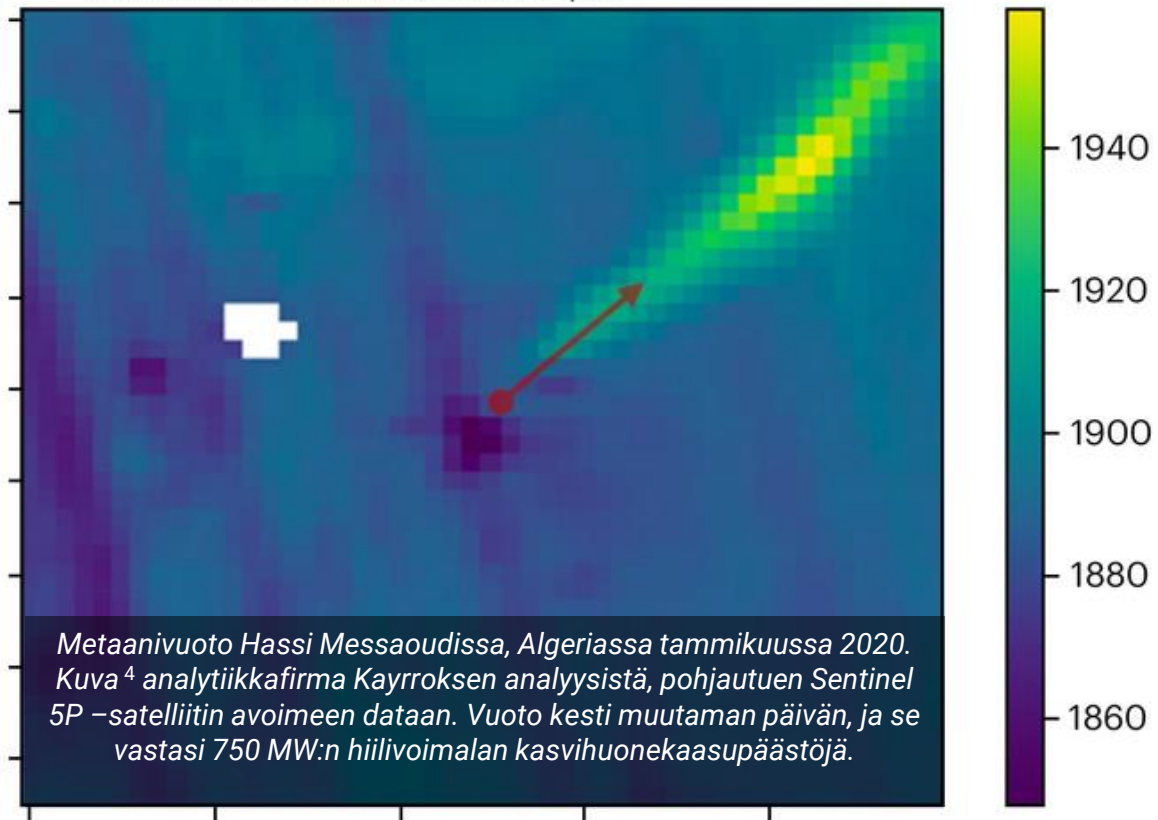 1940
1920
1900
1880
1860
Metaanivuoto Hassi Messaoudissa, Algeriassa tammikuussa 2020.
Kuva ⁴ analytiikkafirma Kayrroksen analyysistä, pohjautuen Sentinel
5P –satelliitin avoimeen dataan. Vuoto kesti muutaman päivän, ja se
vastasi 750 MW:n hiilivoimalan kasvihuonekaasupäästöjä.